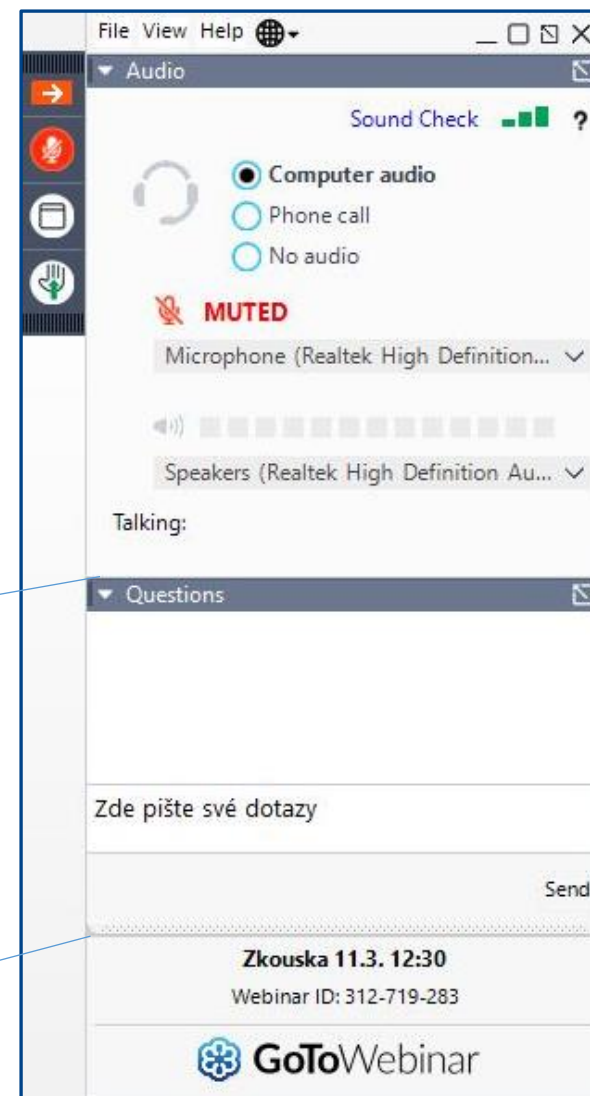 File View Help
Audio
Sound Check ?
Computer audio
Phone call
No audio
MUTED
Microphone (Realtek High Definition...
Speakers (Realtek High Definition Au...
Talking:
Questions
Zde pište své dotazy
Send
Zkouska 11.3. 12:30
Webinar ID: 312-719-283
GoToWebinar